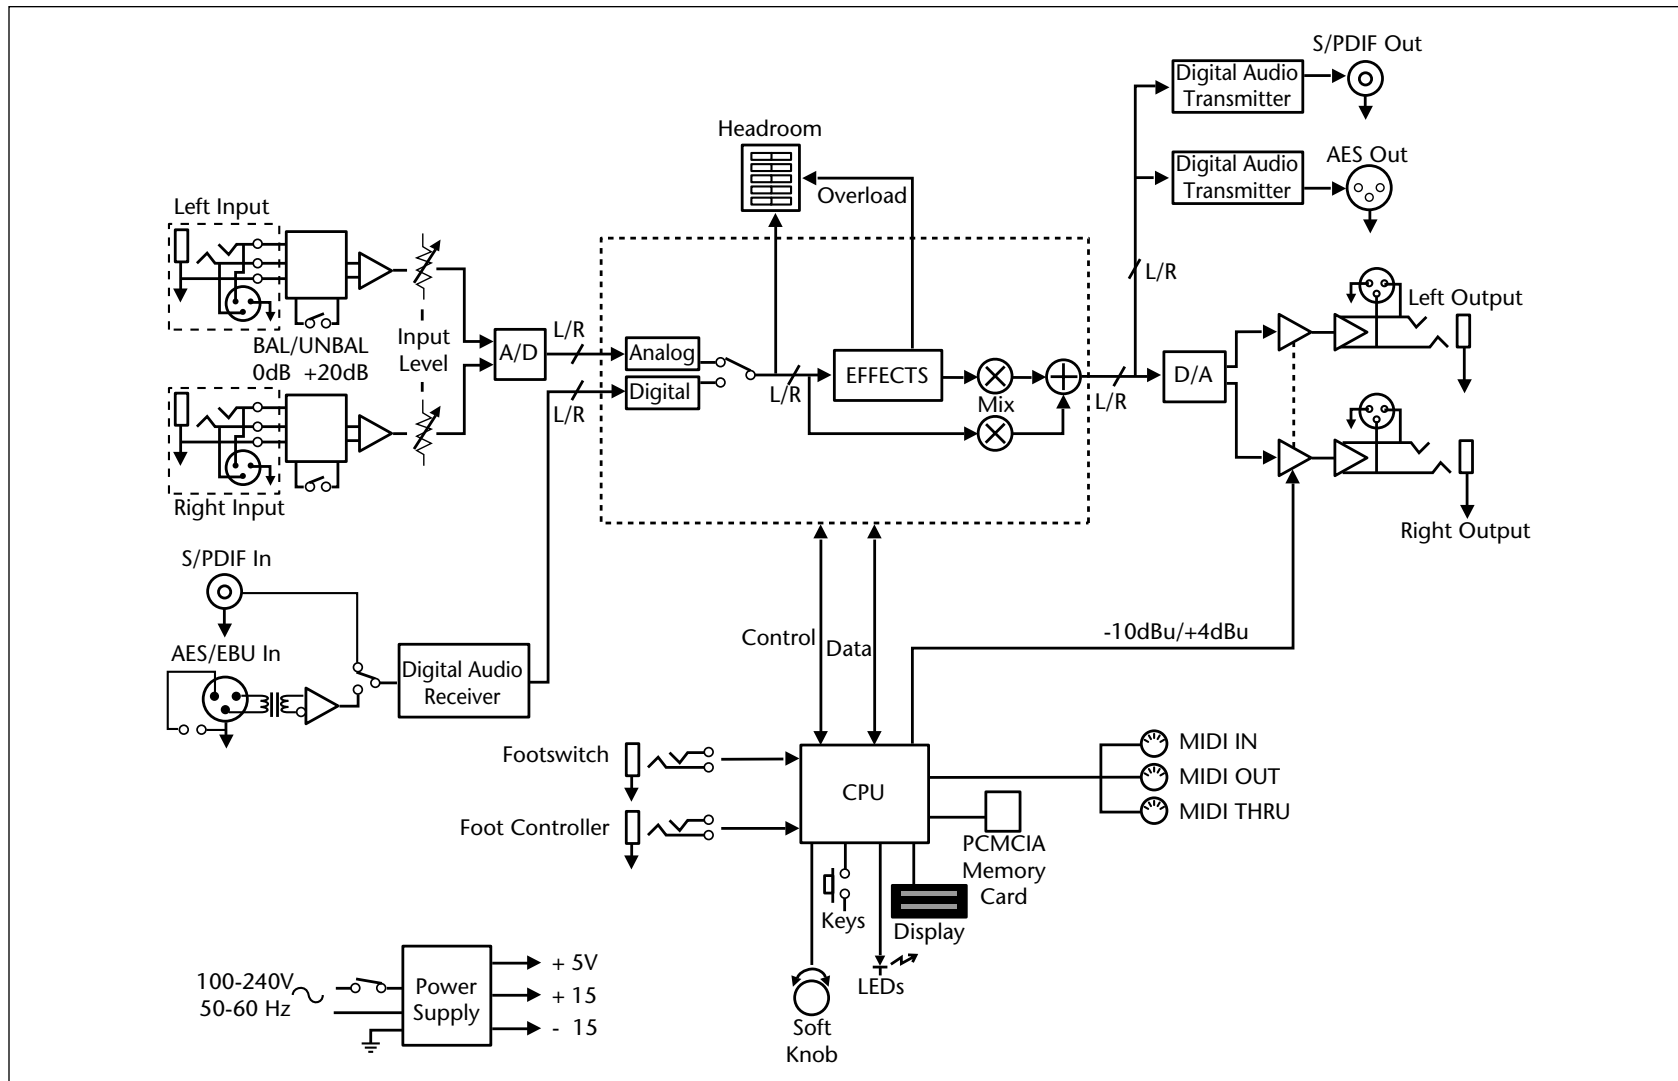 S/PDIF Out
Digital Audio
Transmitter
Headroom
AES Out
Digital Audio
Transmitter
Overload
Left Input
L/R
Left Output
BAL/UNBAL
0dB +20dB
Input
Level
A/D
L/R
Analog
Digital
L/R
L/R
EFFECTS
Mix
L/R
D/A
Right Input
Right Output
S/PDIF In
AES/EBU In
Digital Audio
Receiver
Control
Data
-10dBu/+4dBu
Footswitch
Foot Controller
CPU
MIDI IN
MIDI OUT
MIDI THRU
PCMCIA
Memory
Card
Keys
Display
LEDs
Soft
Knob
100-240V
50-60 Hz
Power
Supply
+ 5V
+ 15
- 15